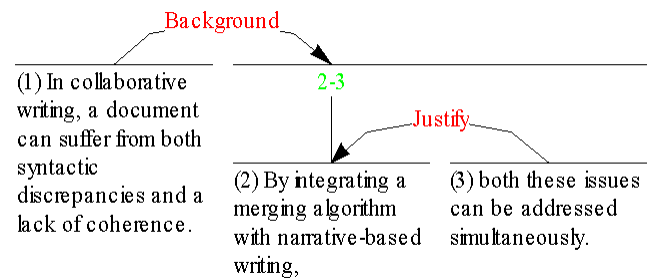 Background
2-3
Justify
(1) In collaborative
writing, a document
can suffer from both
syntactic
discrepancies and a
lack of coherence.
(2) By integrating a
merging algorithm
with narrative-based
writing,
(3) both these issues
can be addressed
simultaneously.